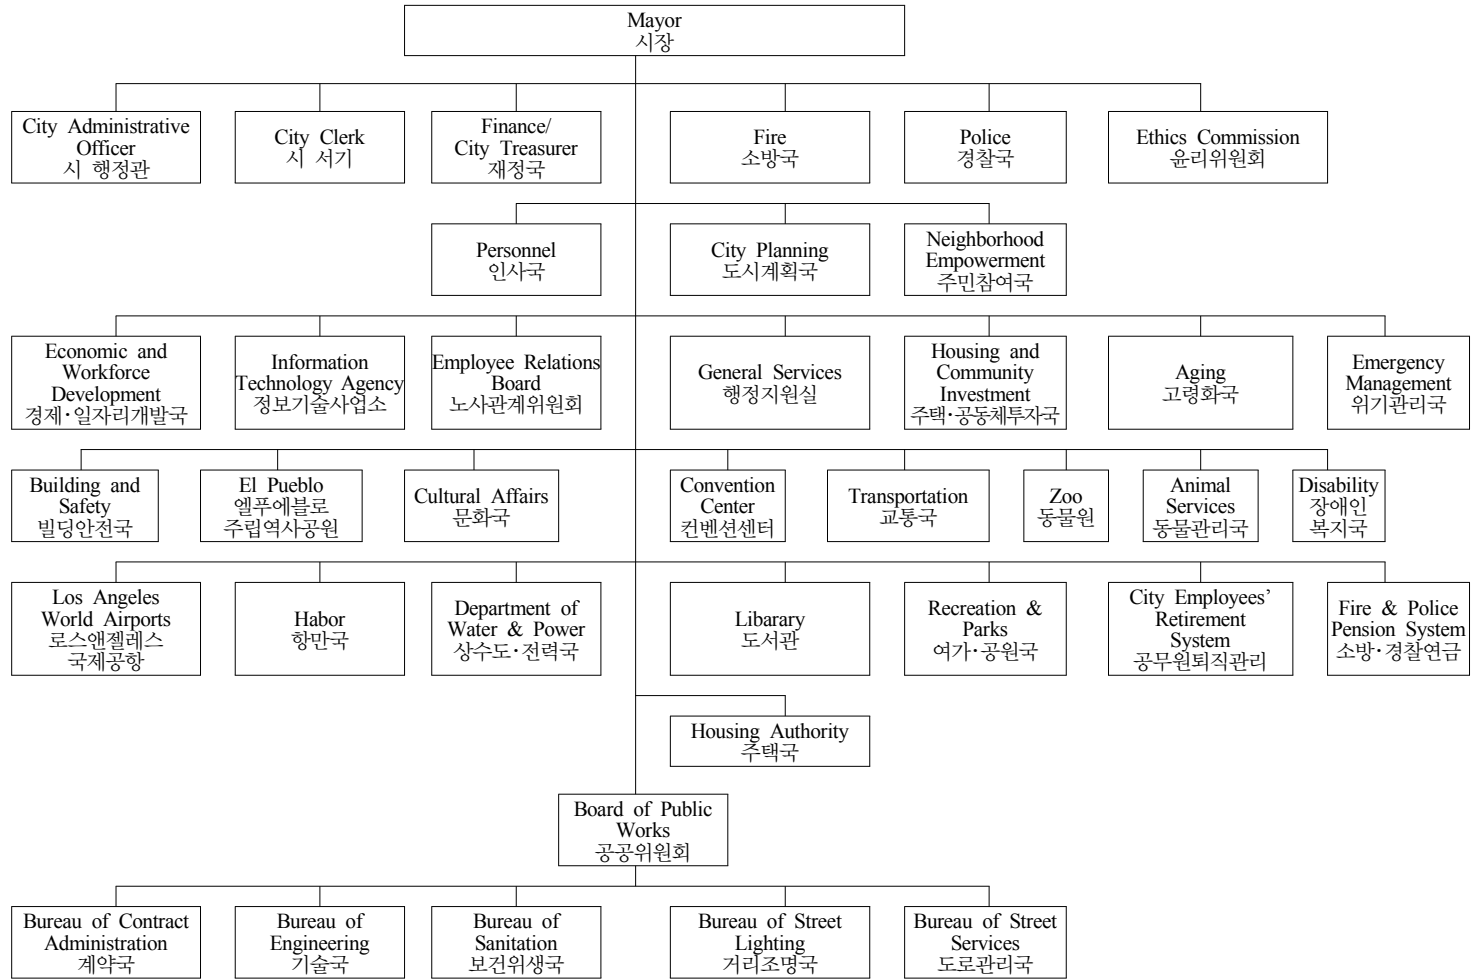 Mayor
시장
City Administrative
Officer
시 행정관
City Clerk
시 서기
Finance/
City Treasurer
재정국
Fire
소방국
Police
경찰국
Ethics Commission
윤리위원회
Personnel
인사국
City Planning
도시계획국
Neighborhood
Empowerment
주민참여국
Economic and
Workforce
Development
경제·일자리개발국
Information
Technology Agency
정보기술사업소
Employee Relations
Board
노사관계위원회
General Services
행정지원실
Housing and
Community
Investment
주택·공동체투자국
Aging
고령화국
Emergency
Management
위기관리국
Building and
Safety
빌딩안전국
El Pueblo
엘푸에블로
주립역사공원
Cultural Affairs
문화국
Convention
Center
컨벤션센터
Transportation
교통국
Zoo
동물원
Animal
Services
동물관리국
Disability
장애인
복지국
Los Angeles
World Airports
로스앤젤레스
국제공항
Habor
항만국
Department of
Water & Power
상수도·전력국
Libarary
도서관
Recreation &
Parks
여가·공원국
City Employees’
Retirement
System
공무원퇴직관리
Fire & Police
Pension System
소방·경찰연금
Housing Authority
주택국
Board of Public
Works
공공위원회
Bureau of Contract
Administration
계약국
Bureau of
Engineering
기술국
Bureau of
Sanitation
보건위생국
Bureau of Street
Lighting
거리조명국
Bureau of Street
Services
도로관리국